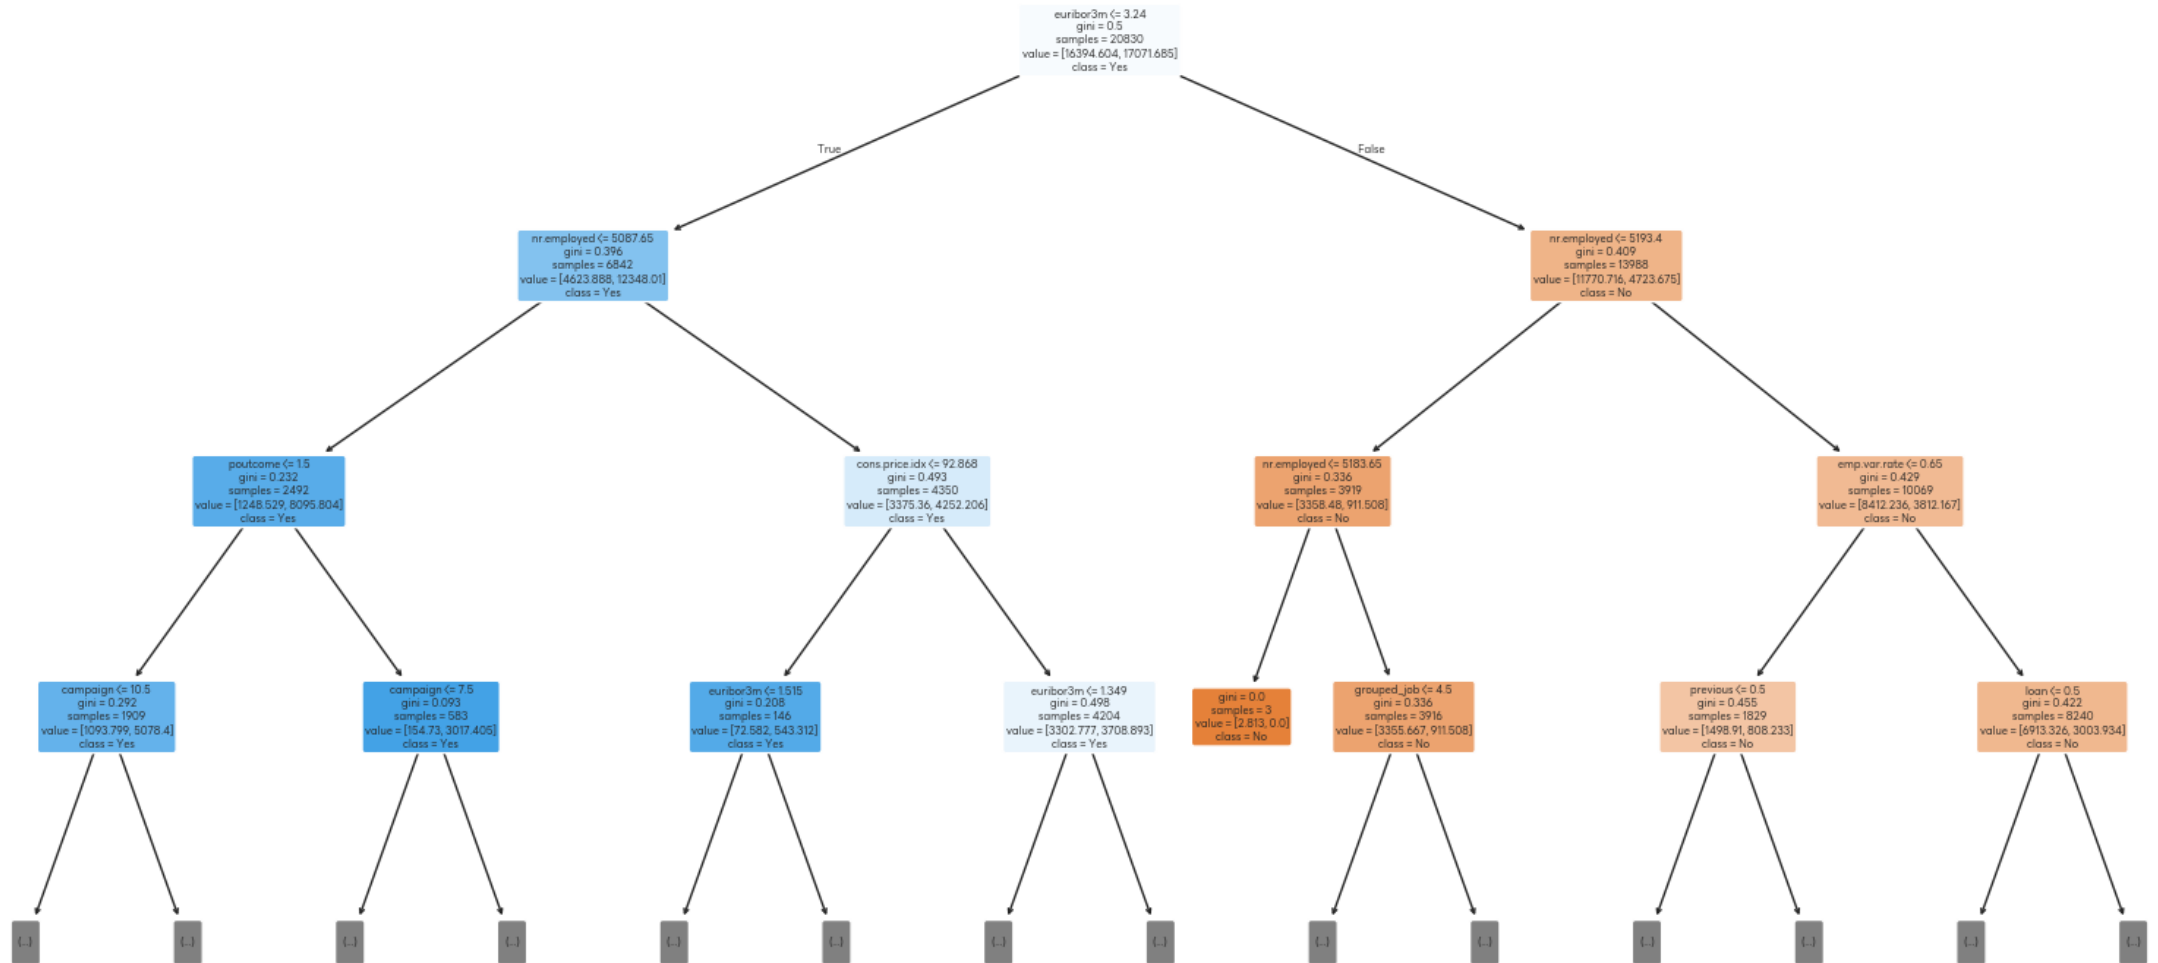 euribor3m <= 3.24
gini = 0.5
samples = 20830
value = [16394.604, 17071.685]
class = Yes
True
False
nr.employed <= 5087.65
gini = 0.396
samples = 6842
value = [4623.888, 12348.01]
class = Yes
nr.employed <= 5193.4
gini = 0.409
samples = 13988
value = [11770.716, 4723.675]
class = No
poutcome <= 1.5
gini = 0.232
samples = 2492
value = [1248.529, 8095.804]
class = Yes
cons.price.idx <= 92.868
gini = 0.493
samples = 4350
value = [3375.36, 4252.206]
class = Yes
nr.employed <= 5183.65
gini = 0.336
samples = 3919
value = [3358.48, 911.508]
class = No
emp.var.rate <= 0.65
gini = 0.429
samples = 10069
value = [8412.236, 3812.167]
class = No
campaign <= 10.5
gini = 0.292
samples = 1909
value = [1093.799, 5078.4]
class = Yes
campaign <= 7.5
gini = 0.093
samples = 583
value = [154.73, 3017.405]
class = Yes
euribor3m <= 1.515
gini = 0.208
samples = 146
value = [72.582, 543.312]
class = Yes
euribor3m <= 1.349
gini = 0.498
samples = 4204
value = [3302.777, 3708.893]
class = Yes
gini = 0.0
samples = 3
value = [2.813, 0.0]
class = No
grouped_job <= 4.5
gini = 0.336
samples = 3916
value = [3355.667, 911.508]
class = No
previous <= 0.5
gini = 0.455
samples = 1829
value = [1498.91, 808.233]
class = No
loan <= 0.5
gini = 0.422
samples = 8240
value = [6913.326, 3003.934]
class = No
(...)
(...)
(...)
(...)
(...)
(...)
(...)
(...)
(...)
(...)
(...)
(...)
(...)
(...)